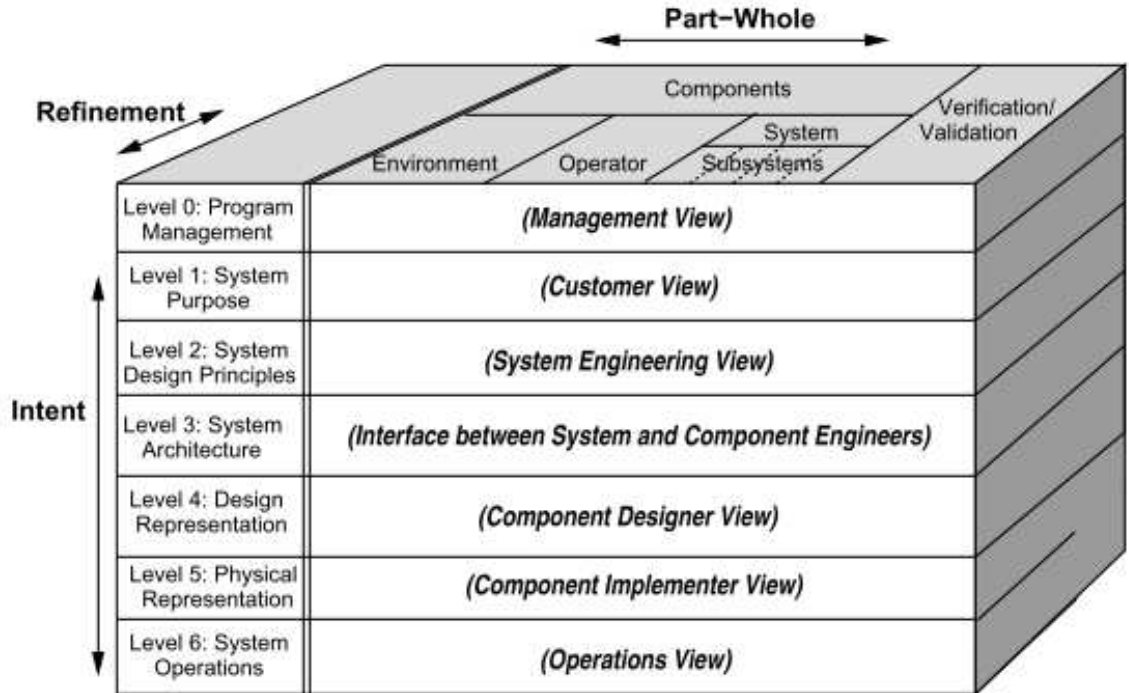 Part−Whole
Refinement
Components
Verification/
Validation
System
Environment
Operator
Subsystems
Level 0: Program
Management
(Management View)
Level 1: System
Purpose
(Customer View)
Level 2: System
Design Principles
(System Engineering View)
Intent
Level 3: System
Architecture
(Interface between System and Component Engineers)
Level 4: Design
Representation
(Component Designer View)
Level 5: Physical
Representation
(Component Implementer View)
Level 6: System
Operations
(Operations View)